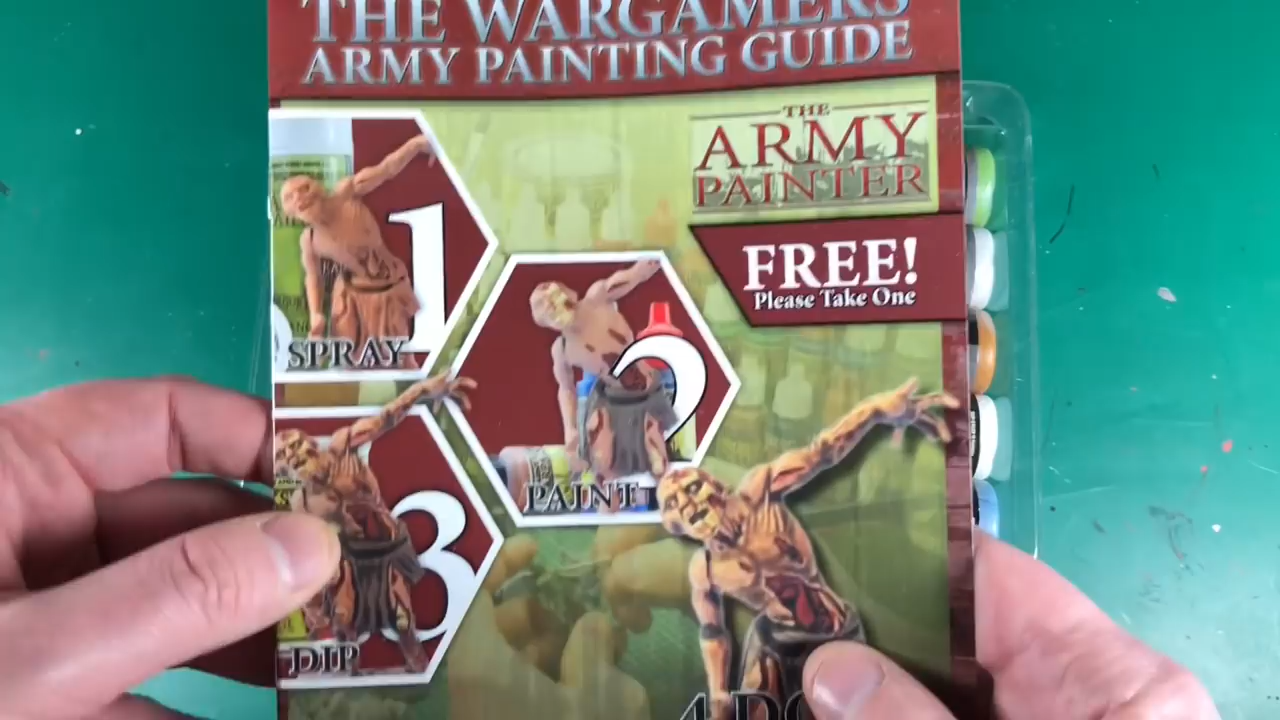 THE WARGAMERS
ARMY PAINTING GUIDE
THE
ARMY
PAINTER
FREE!
Please Take One
1
SPRAY
2
PAINT
3
DIP